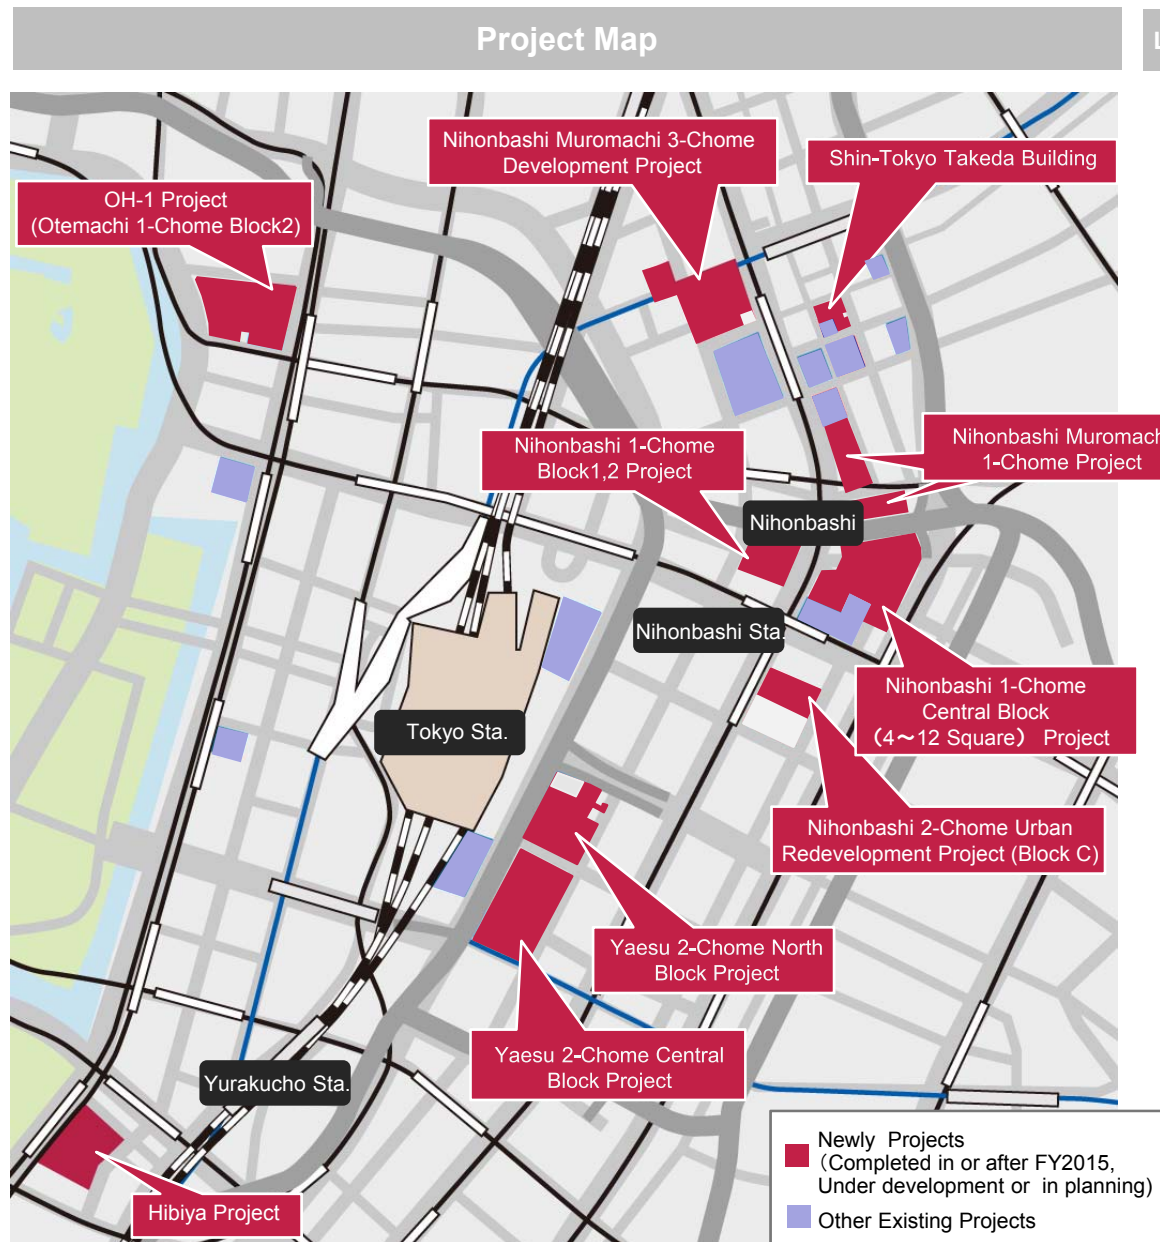 Project Map
L
Nihonbashi Muromachi 3-Chome
Development Project
Shin-Tokyo Takeda Building
OH-1 Project
(Otemachi 1-Chome Block2)
Nihonbashi 1-Chome
Block1,2 Project
Nihonbashi Muromach
1-Chome Project
Nihonbashi
Nihonbashi Sta.
Nihonbashi 1-Chome
Central Block
(4～12 Square) Project
Tokyo Sta.
Nihonbashi 2-Chome Urban
Redevelopment Project (Block C)
Yaesu 2-Chome North
Block Project
Yaesu 2-Chome Central
Block Project
Yurakucho Sta.
Hibiya Project
Newly Projects
(Completed in or after FY2015,
Under development or in planning)
Other Existing Projects